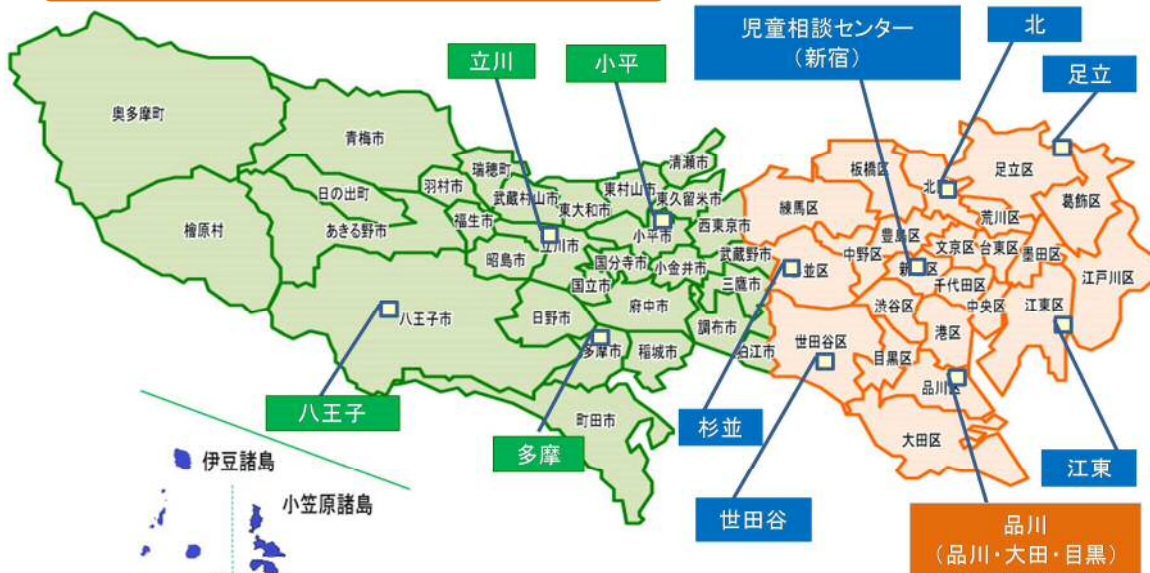 児童相談センター
（新宿）
北
足立
立川
小平
奥多摩町
青梅市
瑞穂町
羽村市
武蔵村山市
東村山市
清瀬市
東久留米市
板橋区
北
足立区
葛飾区
日の出町
福生市
東大和市
小平市
西東京市
練馬区
豊島区
荒川区
檜原村
あきる野市
昭島市
立川市
国分寺市
小金井市
武蔵野市
並区
中野区
新
区
文京区
台東区
墨田区
江戸川区
国立市
三鷹市
千代田区
八王子市
日野市
府中市
調布市
渋谷区
中央区
江東区
多摩市
稲城市
狛江市
世田谷区
目黒区
港区
品川区
八王子
多摩
町田市
杉並
大田区
江東
伊豆諸島
小笠原諸島
世田谷
品川
（品川・大田・目黒）